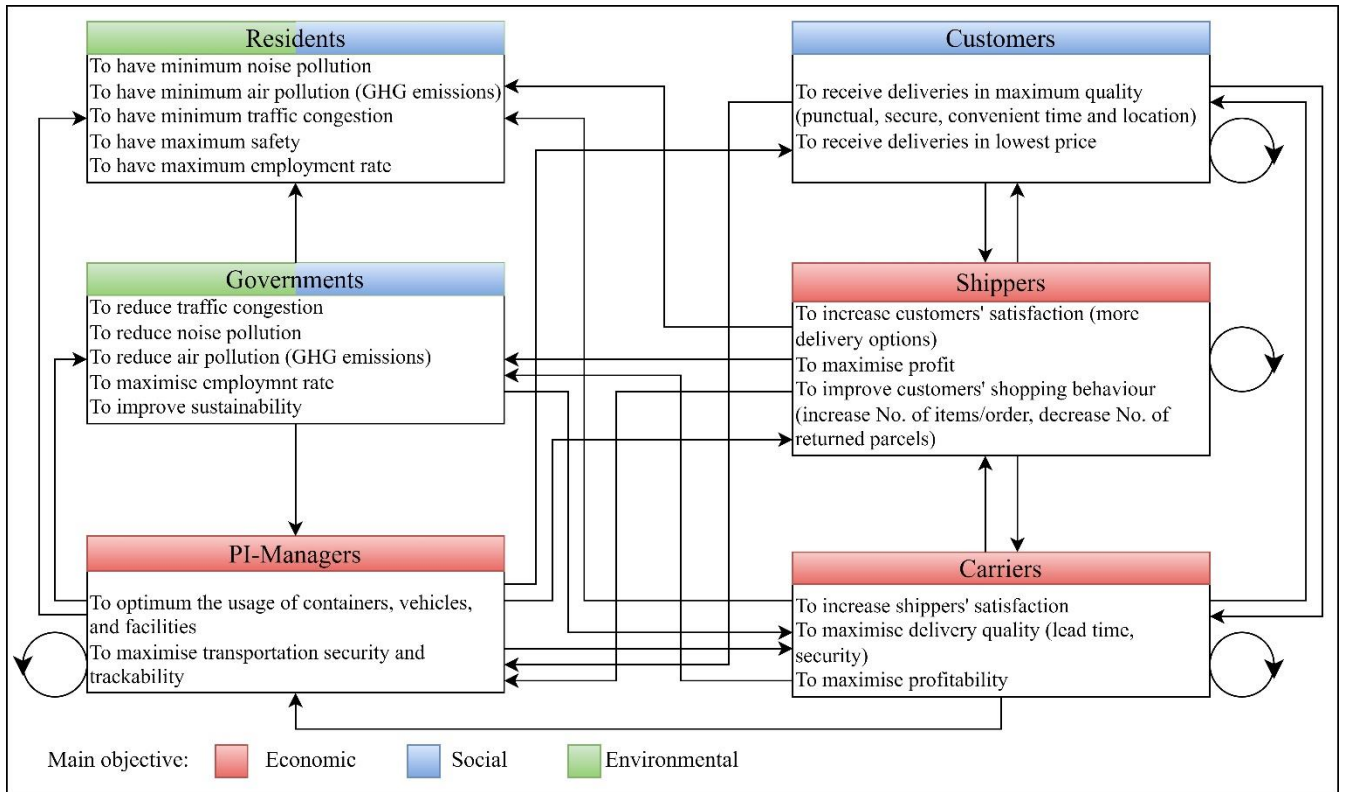 Residents
To have minimum noise pollution
To have minimum air pollution (GHG emissions)
To have minimum traffic congestion
To have maximum safety
To have maximum employment rate
Customers
To receive deliveries in maximum quality
(punctual, secure, convenient time and location)
To receive deliveries in lowest price
Governments
To reduce traffic congestion
To reduce noise pollution
To reduce air pollution (GHG emissions)
To maximise employmnt rate
To improve sustainability
Shippers
To increase customers' satisfaction (more
delivery options)
To maximise profit
To improve customers' shopping behaviour
(increase No. of items/order, decrease No. of
returned parcels)
PI-Managers
To optimum the usage of containers, vehicles,
and facilities
To maximise transportation security and
trackability
Carriers
To increase shippers' satisfaction
To maximise delivery quality (lead time,
security)
To maximise profitability
Main objective: Economic Social Environmental